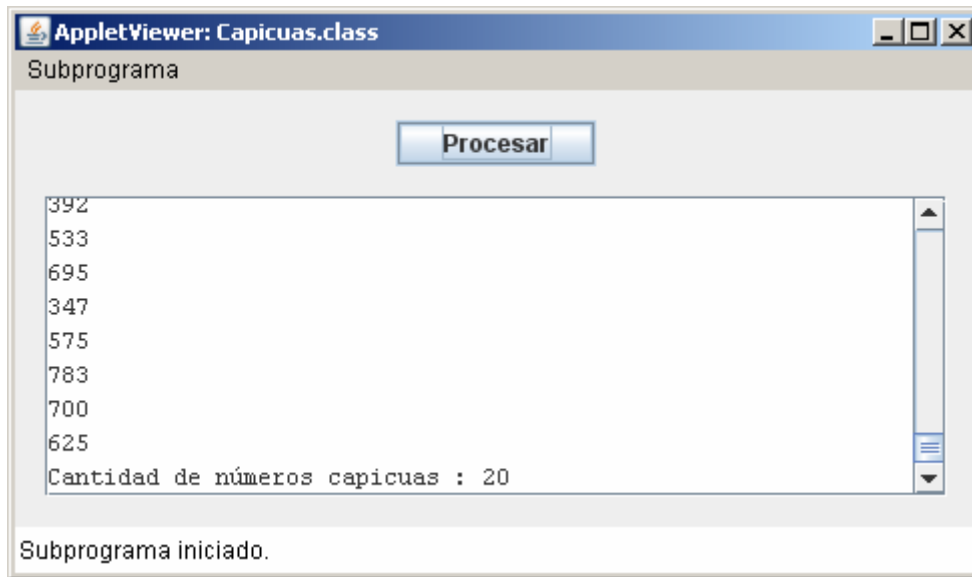 AppletViewer: Capicuas.class
Subprograma
Procesar
392
533
695
347
575
783
700
625
Cantidad de números capicuas : 20
Subprograma iniciado.